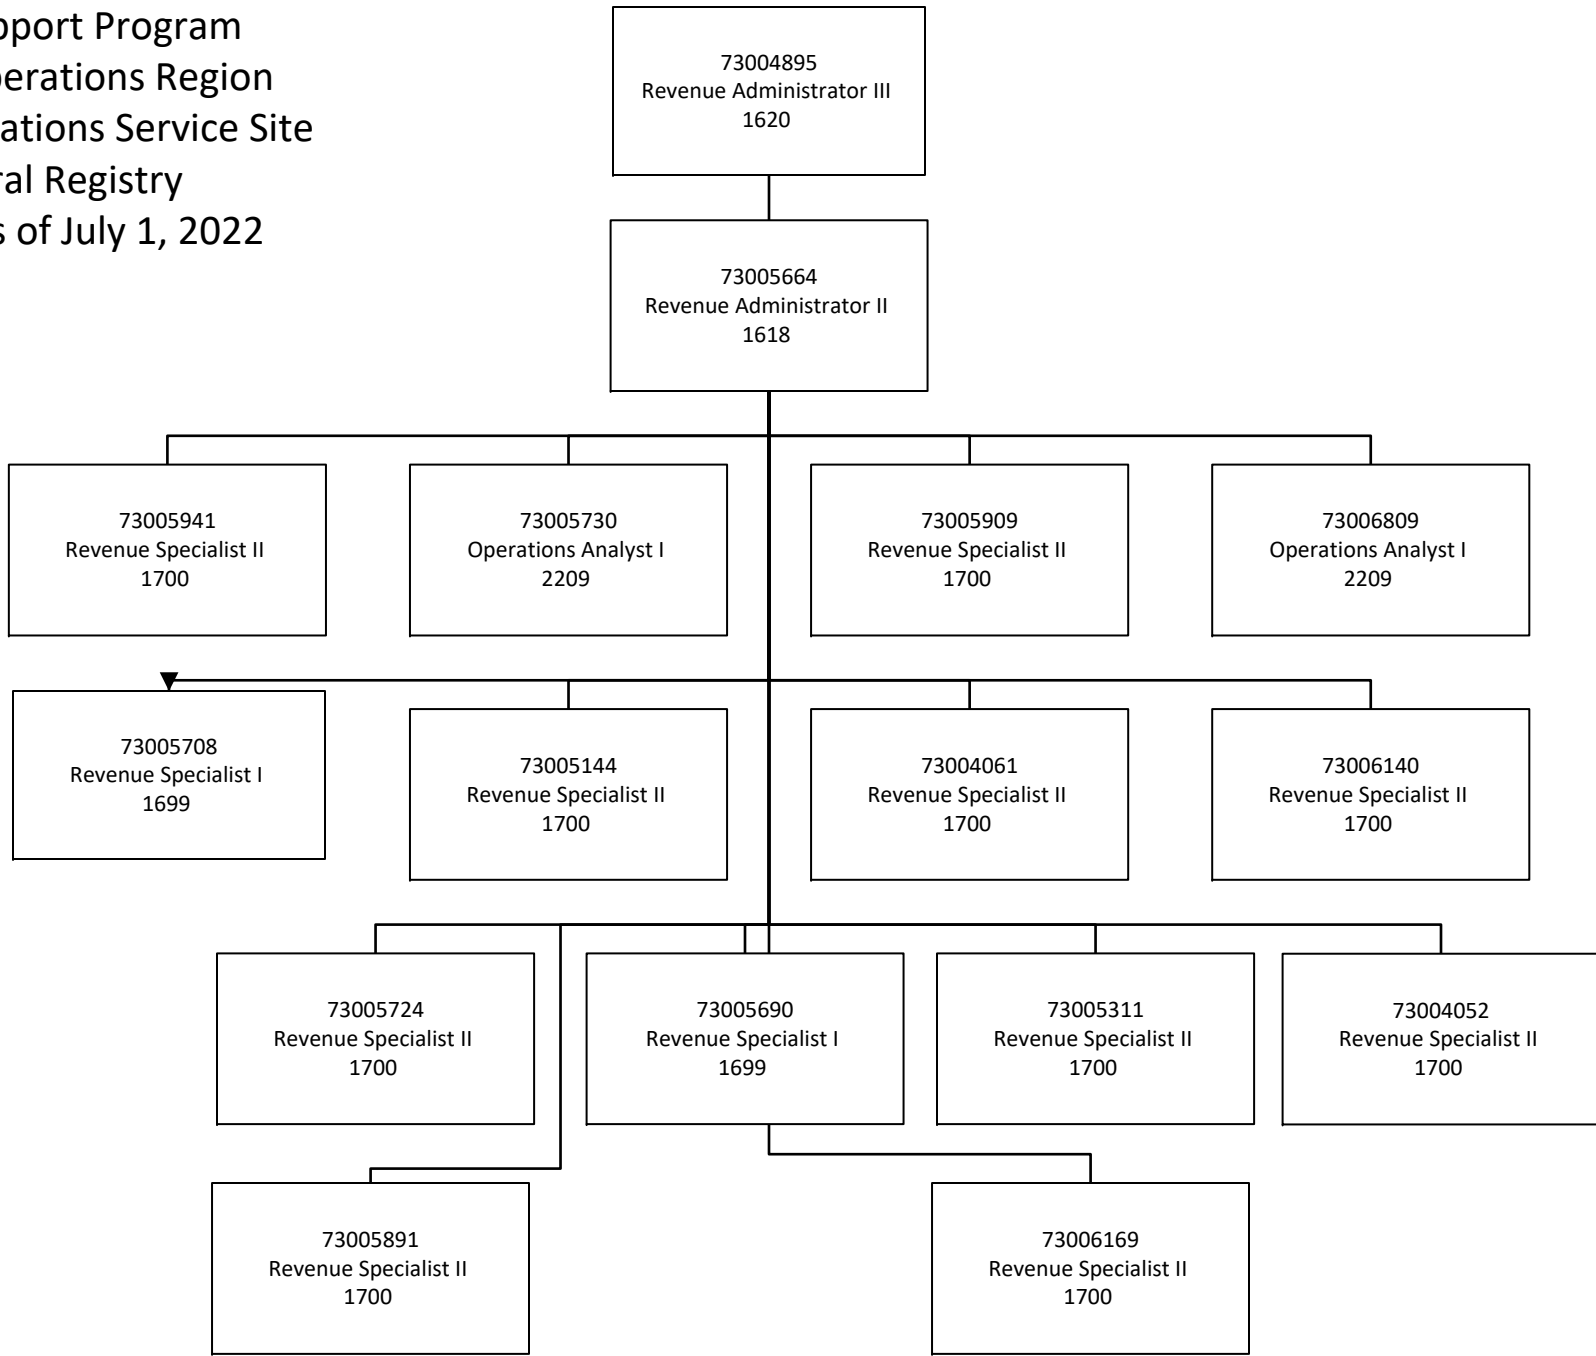 pport Program
perations Region
ations Service Site
ral Registry
s of July 1, 2022
73004895
Revenue Administrator III
1620
73005664
Revenue Administrator II
1618
73005941
Revenue Specialist II
1700
73005730
Operations Analyst I
2209
73005909
Revenue Specialist II
1700
73006809
Operations Analyst I
2209
73005708
Revenue Specialist I
1699
73005144
Revenue Specialist II
1700
73004061
Revenue Specialist II
1700
73006140
Revenue Specialist II
1700
73005724
Revenue Specialist II
1700
73005690
Revenue Specialist I
1699
73005311
Revenue Specialist II
1700
73004052
Revenue Specialist II
1700
73005891
Revenue Specialist II
1700
73006169
Revenue Specialist II
1700